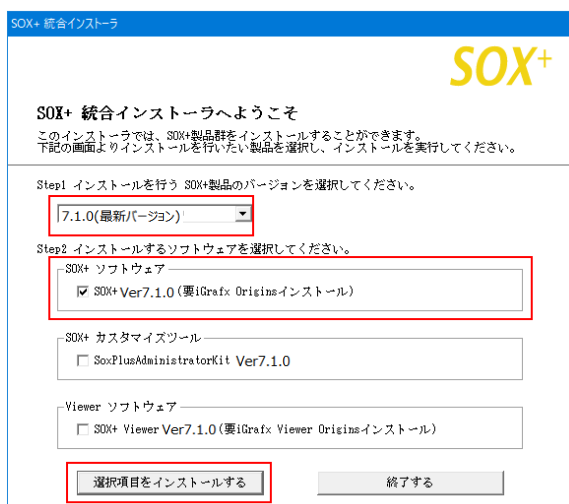 SOX+ 統合インストーラ
SOX+
SOX+ 統合インストーラへようこそ
このインストーラでは、SOX+製品群をインストールすることができます。
下記の画面よりインストールを行いたい製品を選択し、インストールを実行してください。
Step1 インストールを行う SOX+製品のバージョンを選択してください。
7.1.0(最新バージョン)
Step2 インストールするソフトウェアを選択してください。
SOX+ ソフトウェア
SOX+ Ver7.1.0(要iGrafx Originsインストール)
SOX+ カスタマイズツール
SoxPlusAdministratorKit Ver7.1.0
Viewer ソフトウェア
SOX+ Viewer Ver7.1.0(要iGrafx Viewer Originsインストール)
選択項目をインストールする
終了する